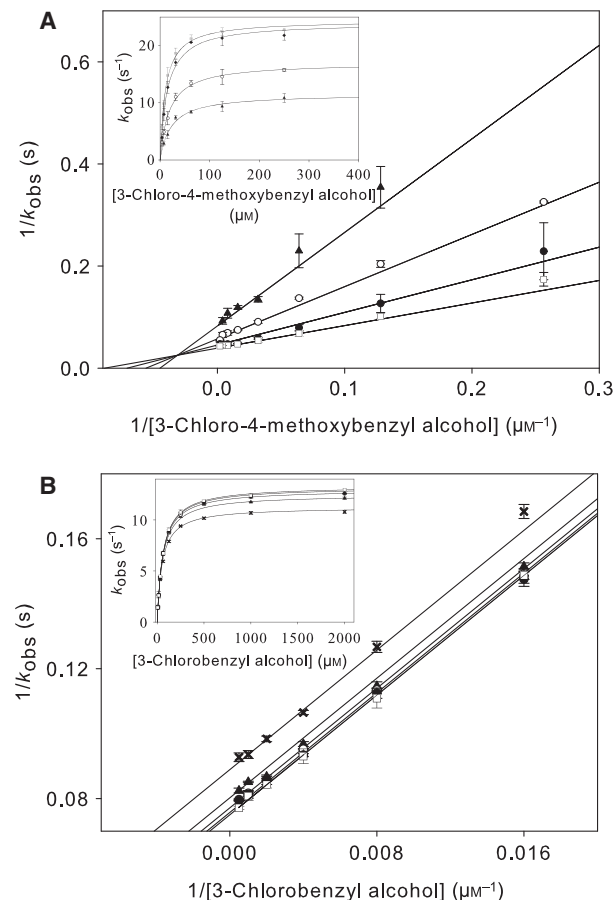 A
0.6
0.4
0.2
0.0
1/kobs (s)
20
10
0
kobs (s−1)
0 100 200 300 400
[3-Chloro-4-methoxybenzyl alcohol]
(μM)
0.0 0.1 0.2 0.3
1/[3-Chloro-4-methoxybenzyl alcohol] (μM−1)
B
0.16
0.12
0.08
1/kobs (s)
10
5
0
kobs (s−1)
0 500 1000 1500 2000
[3-Chlorobenzyl alcohol] (μM)
0.000 0.008 0.016
1/[3-Chlorobenzyl alcohol] (μM−1)